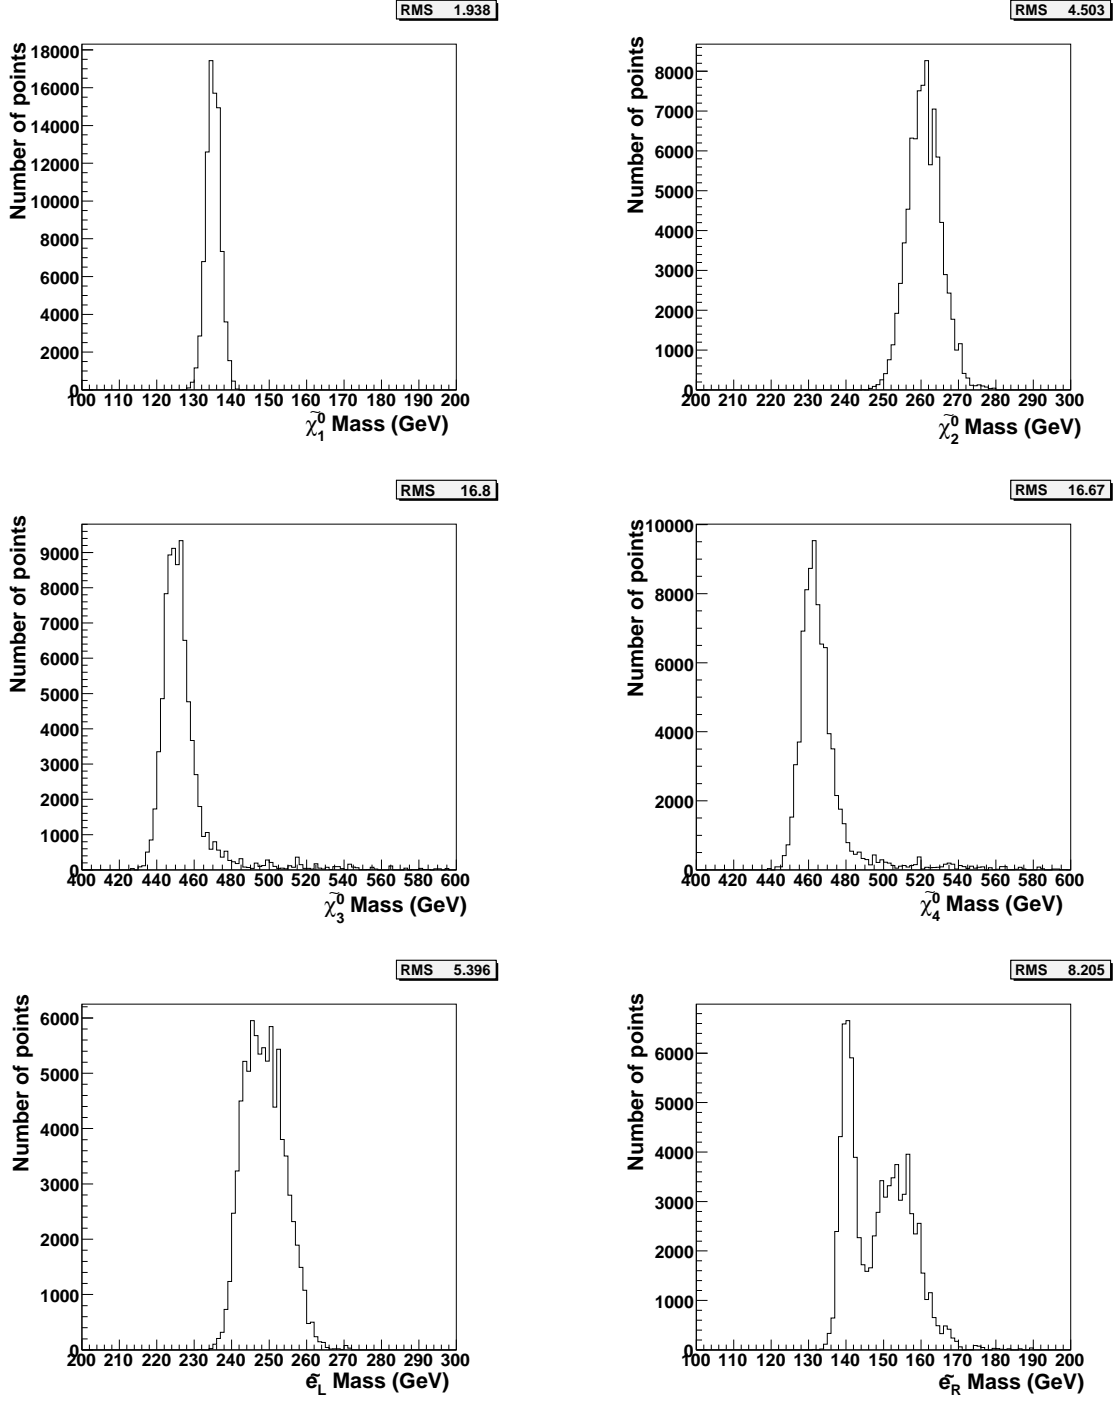 RMS 1.938
Number of points
18000
16000
14000
12000
10000
8000
6000
4000
2000
0
100 110 120 130 140 150 160 170 180 190 200
χ̃₁⁰ Mass (GeV)
RMS 4.503
Number of points
8000
7000
6000
5000
4000
3000
2000
1000
0
200 210 220 230 240 250 260 270 280 290 300
χ̃₂⁰ Mass (GeV)
RMS 16.8
Number of points
9000
8000
7000
6000
5000
4000
3000
2000
1000
0
400 420 440 460 480 500 520 540 560 580 600
χ̃₃⁰ Mass (GeV)
RMS 16.67
Number of points
10000
8000
6000
4000
2000
0
400 420 440 460 480 500 520 540 560 580 600
χ̃₄⁰ Mass (GeV)
RMS 5.396
Number of points
6000
5000
4000
3000
2000
1000
0
200 210 220 230 240 250 260 270 280 290 300
ẽ_L Mass (GeV)
RMS 8.205
Number of points
6000
5000
4000
3000
2000
1000
0
100 110 120 130 140 150 160 170 180 190 200
ẽ_R Mass (GeV)